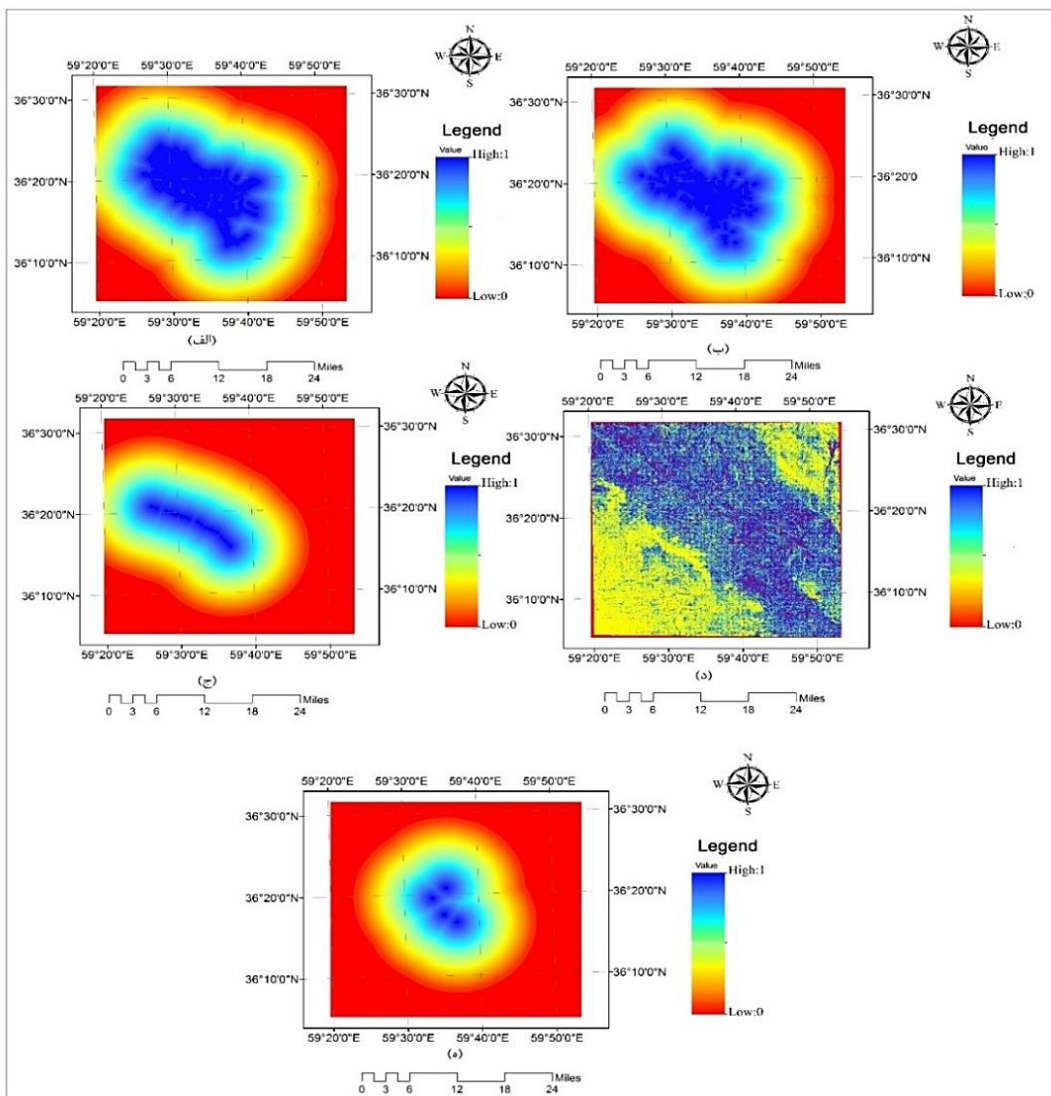 N
W E
S
59°20'0"E 59°30'0"E 59°40'0"E 59°50'0"E
36°30'0"N 36°30'0"N
36°20'0"N 36°20'0"N
36°10'0"N 36°10'0"N
59°20'0"E 59°30'0"E 59°40'0"E 59°50'0"E
(الف)
0 3 6 12 18 24 Miles
Legend
Value
High:1
Low:0
N
W E
S
59°20'0"E 59°30'0"E 59°40'0"E 59°50'0"E
36°30'0"N 36°30'0"N
36°20'0"N 36°20'0
36°10'0"N 36°10'0"N
59°20'0"E 59°30'0"E 59°40'0"E 59°50'0"E
(ب)
0 3 6 12 18 24 Miles
Legend
Value
High:1
Low:0
N
W E
S
59°20'0"E 59°30'0"E 59°40'0"E 59°50'0"E
36°30'0"N 36°30'0"N
36°20'0"N 36°20'0"N
36°10'0"N 36°10'0"N
59°20'0"E 59°30'0"E 59°40'0"E 59°50'0"E
(ج)
0 3 6 12 18 24 Miles
Legend
Value
High:1
Low:0
N
W E
S
59°20'0"E 59°30'0"E 59°40'0"E 59°50'0"E
36°30'0"N 36°30'0"N
36°20'0"N 36°20'0"N
36°10'0"N 36°10'0"N
59°20'0"E 59°30'0"E 59°40'0"E 59°50'0"E
(د)
0 3 6 12 18 24 Miles
Legend
Value
High:1
Low:0
N
W E
S
59°20'0"E 59°30'0"E 59°40'0"E 59°50'0"E
36°30'0"N 36°30'0"N
36°20'0"N 36°20'0"N
36°10'0"N 36°10'0"N
59°20'0"E 59°30'0"E 59°40'0"E 59°50'0"E
(ه)
0 3 6 12 18 24 Miles
Legend
Value
High:1
Low:0